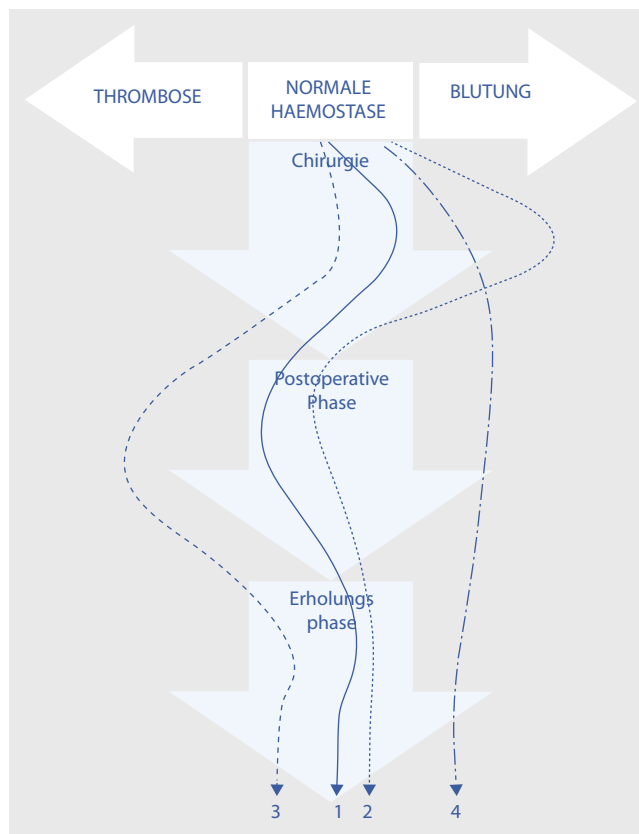 THROMBOSE
NORMALE
HAEMOSTASE
BLUTUNG
Chirurgie
Postoperative
Phase
Erholungs
phase
3 1 2 4